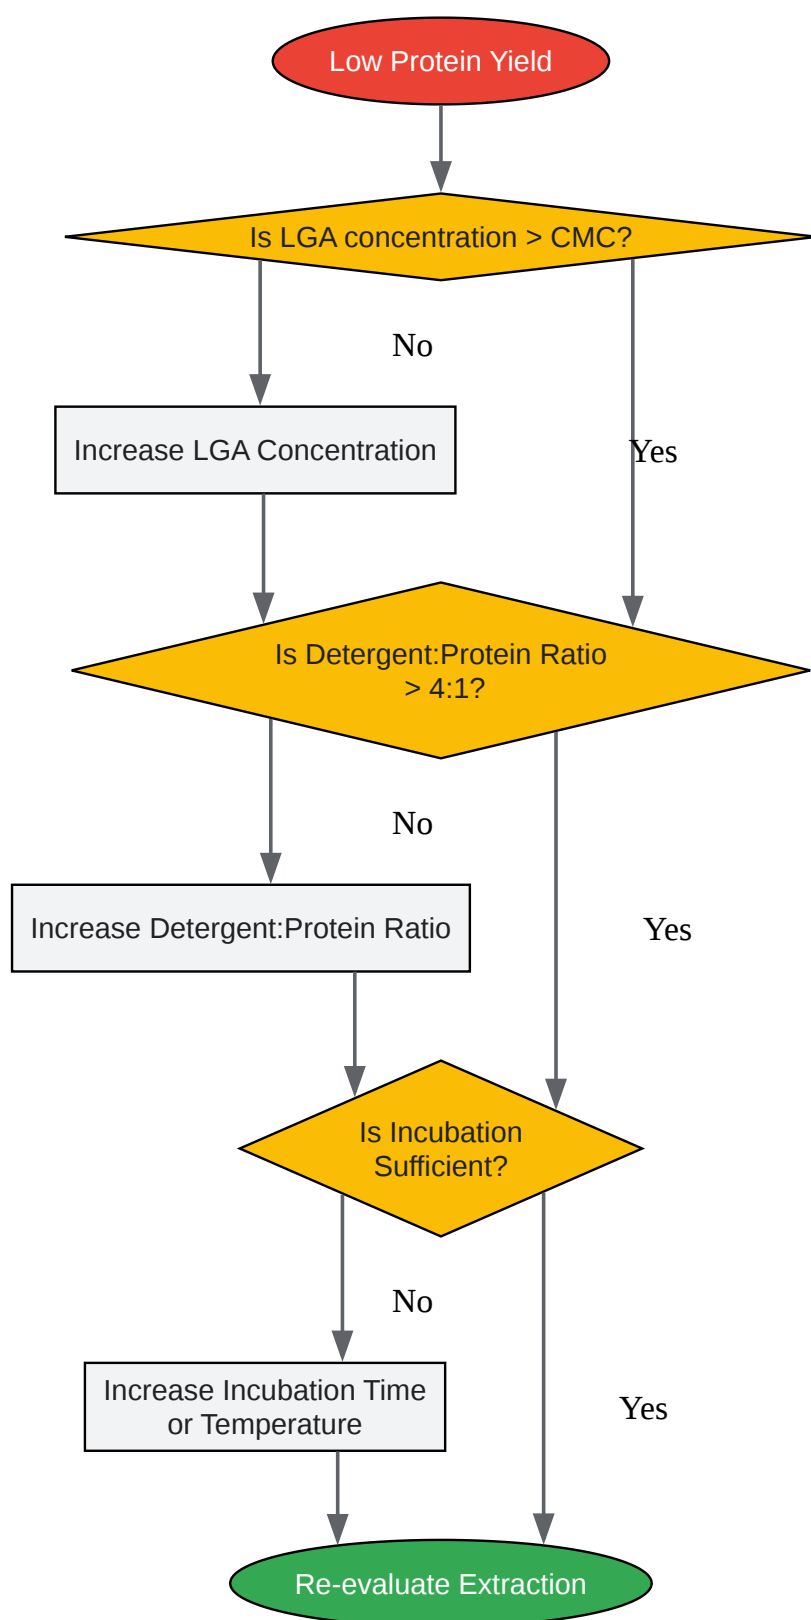 Low Protein Yield
Is LGA concentration > CMC?
No
Increase LGA Concentration
Yes
Is Detergent:Protein Ratio
> 4:1?
No
Increase Detergent:Protein Ratio
Yes
Is Incubation
Sufficient?
No
Increase Incubation Time
or Temperature
Yes
Re-evaluate Extraction